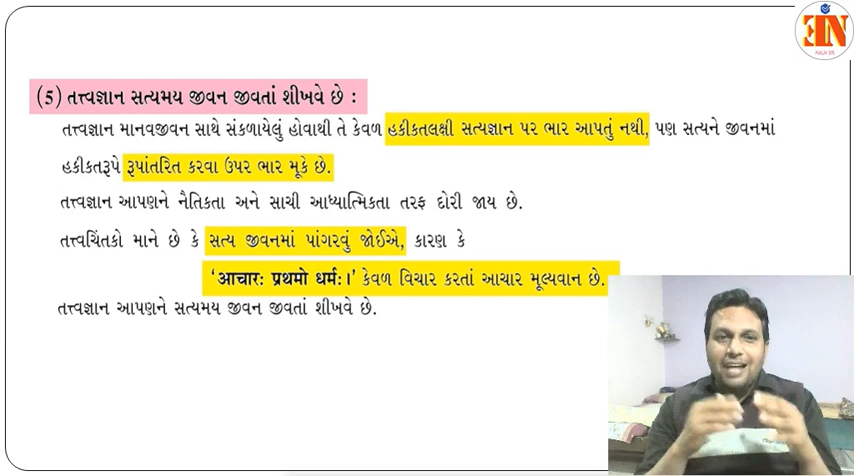 EIN
(5) તત્ત્વજ્ઞાન સત્યમય જીવન જીવતાં શીખવે છે :
તત્ત્વજ્ઞાન માનવજીવન સાથે સંકળાયેલું હોવાથી તે કેવળ હકીકતલક્ષી સત્યજ્ઞાન પર ભાર આપતું નથી, પણ સત્યને જીવનમાં
હકીકતરૂપે રૂપાંતરિત કરવા ઉપર ભાર મૂકે છે.
તત્ત્વજ્ઞાન આપણને નૈતિકતા અને સાચી આધ્યાત્મિકતા તરફ દોરી જાય છે.
તત્ત્વચિંતકો માને છે કે સત્ય જીવનમાં પાંગરવું જોઈએ, કારણ કે
‘આચાર: પ્રથમો ધર્મ:।’ કેવળ વિચાર કરતાં આચાર મૂલ્યવાન છે.
તત્ત્વજ્ઞાન આપણને સત્યમય જીવન જીવતાં શીખવે છે.